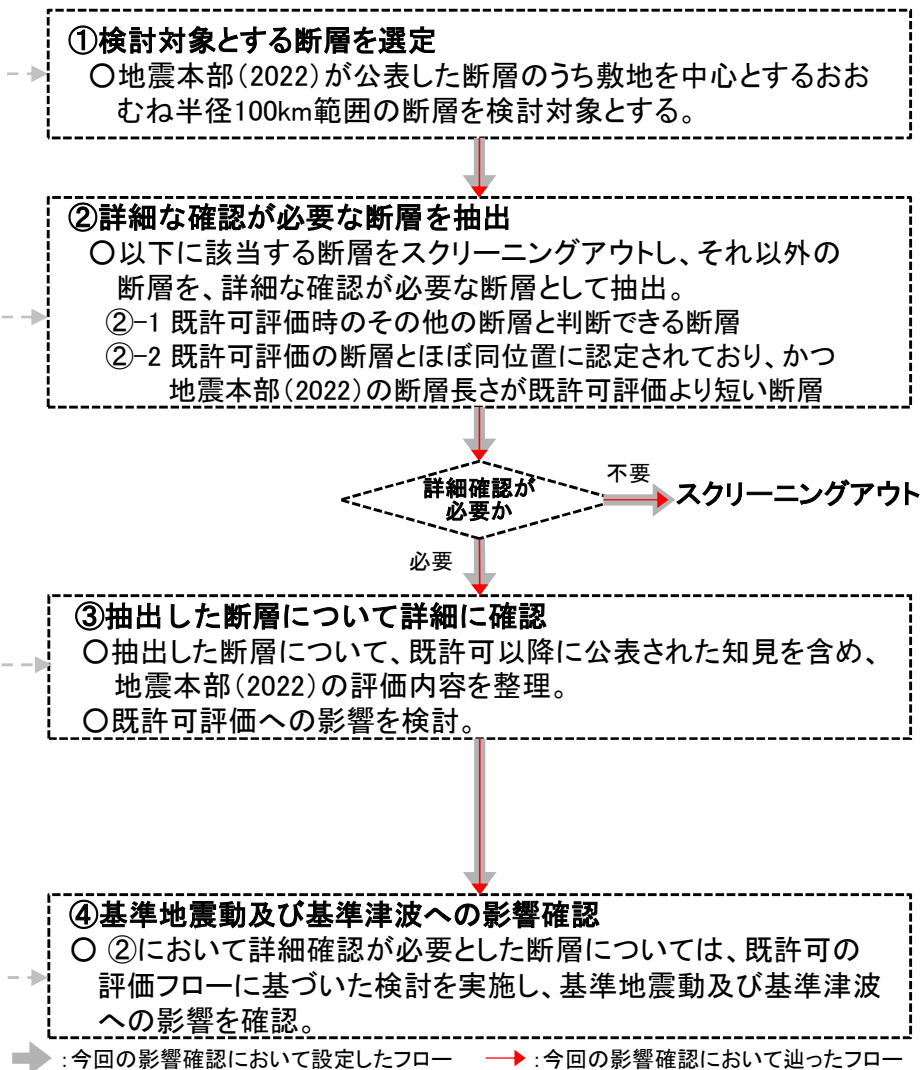 ①検討対象とする断層を選定
○地震本部(2022)が公表した断層のうち敷地を中心とするおお
むね半径100km範囲の断層を検討対象とする。
②詳細な確認が必要な断層を抽出
○以下に該当する断層をスクリーニングアウトし、それ以外の
断層を、詳細な確認が必要な断層として抽出。
②-1 既許可評価時のその他の断層と判断できる断層
②-2 既許可評価の断層とほぼ同位置に認定されており、かつ
地震本部(2022)の断層長さが既許可評価より短い断層
詳細確認が
必要か
不要
スクリーニングアウト
必要
③抽出した断層について詳細に確認
○抽出した断層について、既許可以降に公表された知見を含め、
地震本部(2022)の評価内容を整理。
○既許可評価への影響を検討。
④基準地震動及び基準津波への影響確認
○ ②において詳細確認が必要とした断層については、既許可の
評価フローに基づいた検討を実施し、基準地震動及び基準津波
への影響を確認。
:今回の影響確認において設定したフロー :今回の影響確認において辿ったフロー